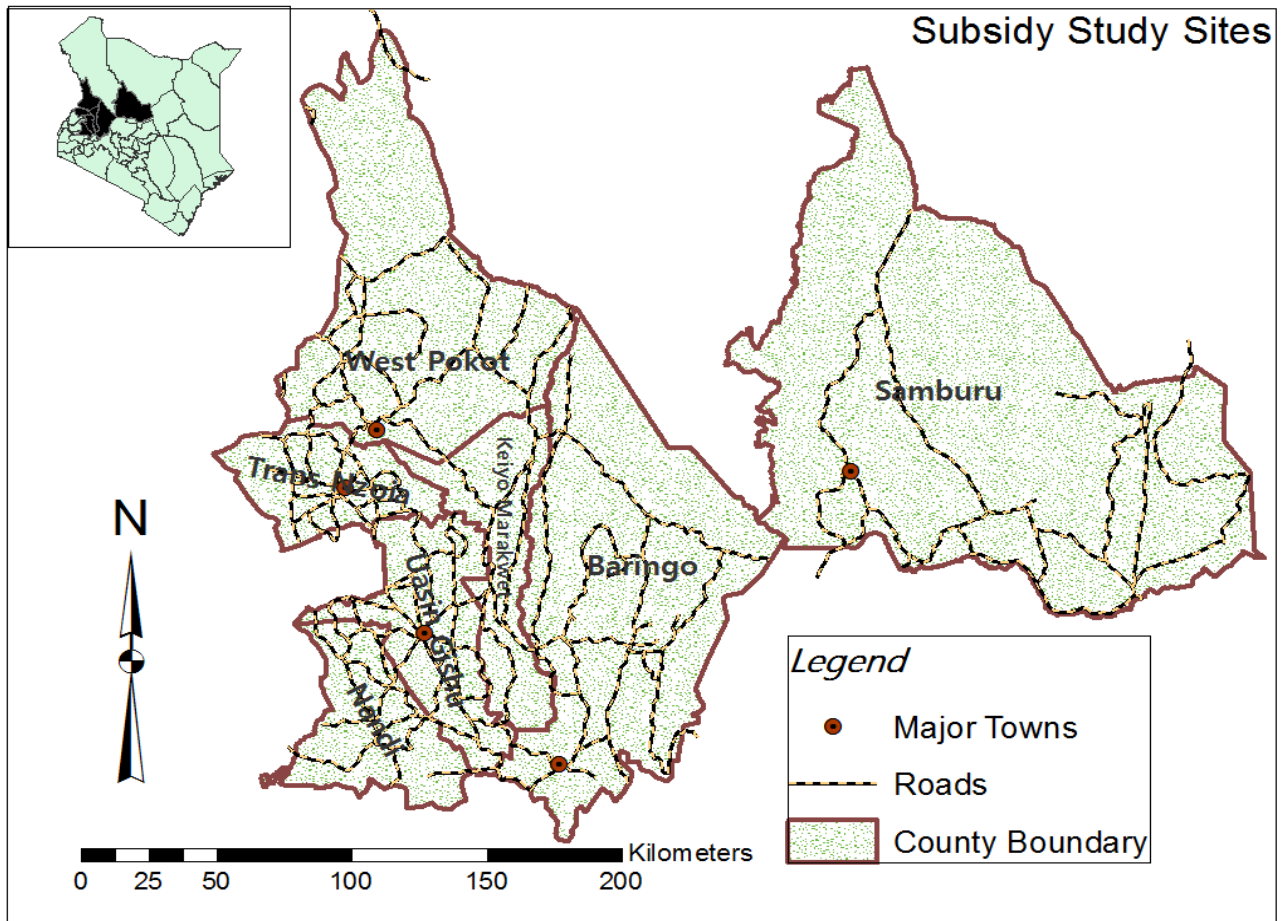 Subsidy Study Sites
West Pokot
Samburu
Trans Nzoia
Keiyo Marakwet
Baringo
Uasin Gishu
Nandi
N
Legend
Major Towns
Roads
County Boundary
Kilometers
0 25 50 100 150 200